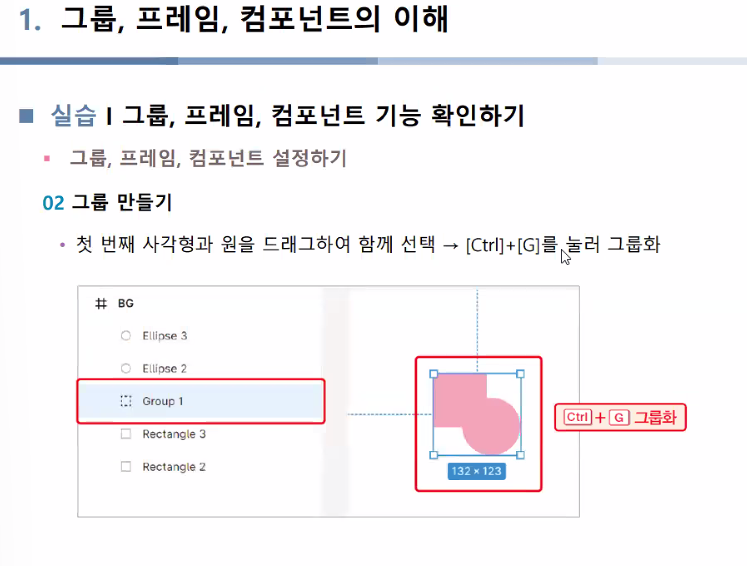 1. 그룹, 프레임, 컴포넌트의 이해
실습 I 그룹, 프레임, 컴포넌트 기능 확인하기
그룹, 프레임, 컴포넌트 설정하기
02 그룹 만들기
• 첫 번째 사각형과 원을 드래그하여 함께 선택 → [Ctrl]+[G]를 눌러 그룹화
BG
Ellipse 3
Ellipse 2
Group 1
Rectangle 3
Rectangle 2
132 × 123
Ctrl + G 그룹화